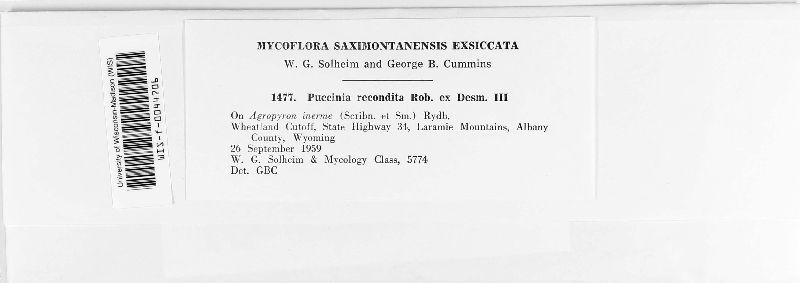 MYCOFLORA SAXIMONTANENSIS EXSICCATA
W. G. Solheim and George B. Cummins
1477. Puccinia recondita Rob. ex Desm. III
On Agropyron inerme (Scribn. et Sm.) Rydb.
Wheatland Cutoff, State Highway 34, Laramie Mountains, Albany
County, Wyoming
26 September 1959
W. G. Solheim & Mycology Class, 5774
Det. GBC
University of Wisconsin-Madison (WIS)
WIS-f-0044706